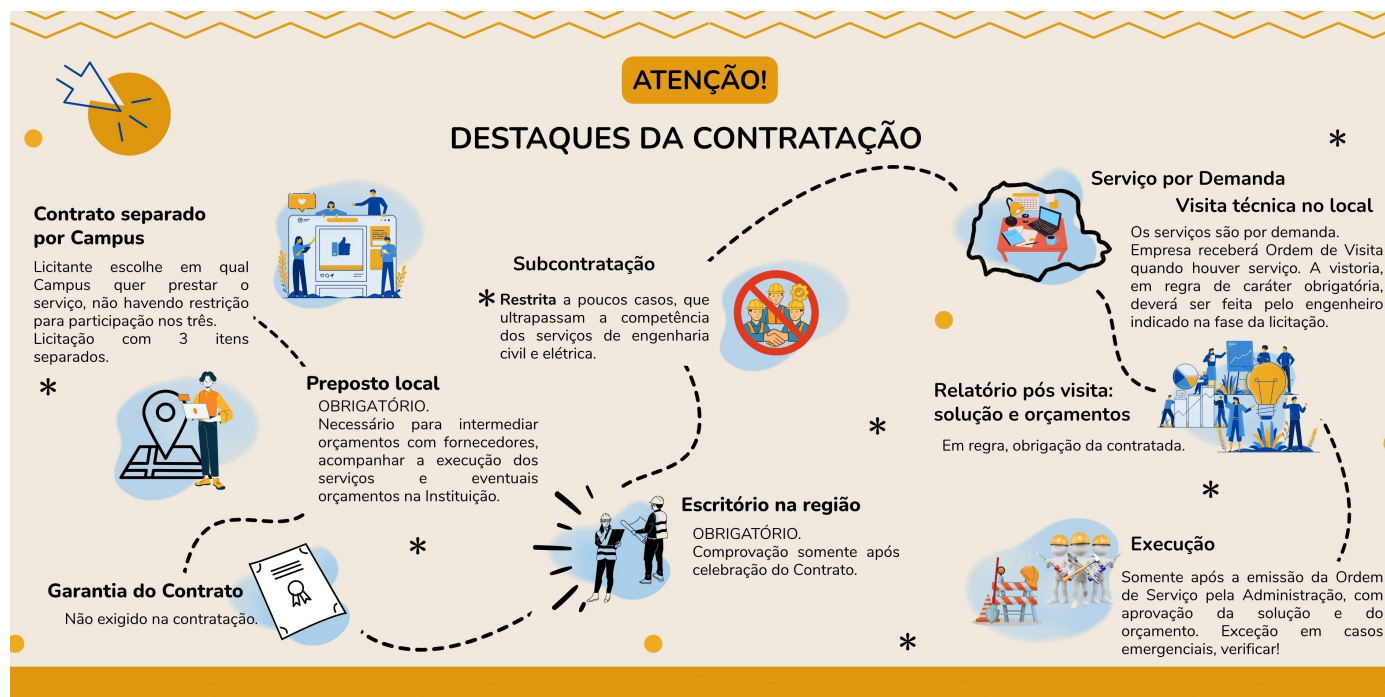 ATENÇÃO!
DESTAQUES DA CONTRATAÇÃO
Contrato separado
por Campus
Licitante escolhe em qual
Campus quer prestar o
serviço, não havendo restrição
para participação nos três.
Licitação com 3 itens
separados.
Preposto local
OBRIGATÓRIO.
Necessário para intermediar
orçamentos com fornecedores,
acompanhar a execução dos
serviços e eventuais
orçamentos na Instituição.
Garantia do Contrato
Não exigido na contratação.
Escritório na região
OBRIGATÓRIO.
Comprovação somente após
celebração do Contrato.
Subcontratação
* Restrita a poucos casos, que
ultrapassam a competência
dos serviços de engenharia
civil e elétrica.
Serviço por Demanda
Visita técnica no local
Os serviços são por demanda.
Empresa receberá Ordem de Visita
quando houver serviço. A vistoria,
em regra de caráter obrigatória,
deverá ser feita pelo engenheiro
indicado na fase da licitação.
Relatório pós visita:
solução e orçamentos
Em regra, obrigação da contratada.
Execução
Somente após a emissão da Ordem
de Serviço pela Administração, com
aprovação da solução e do
orçamento. Exceção em casos
emergenciais, verificar!